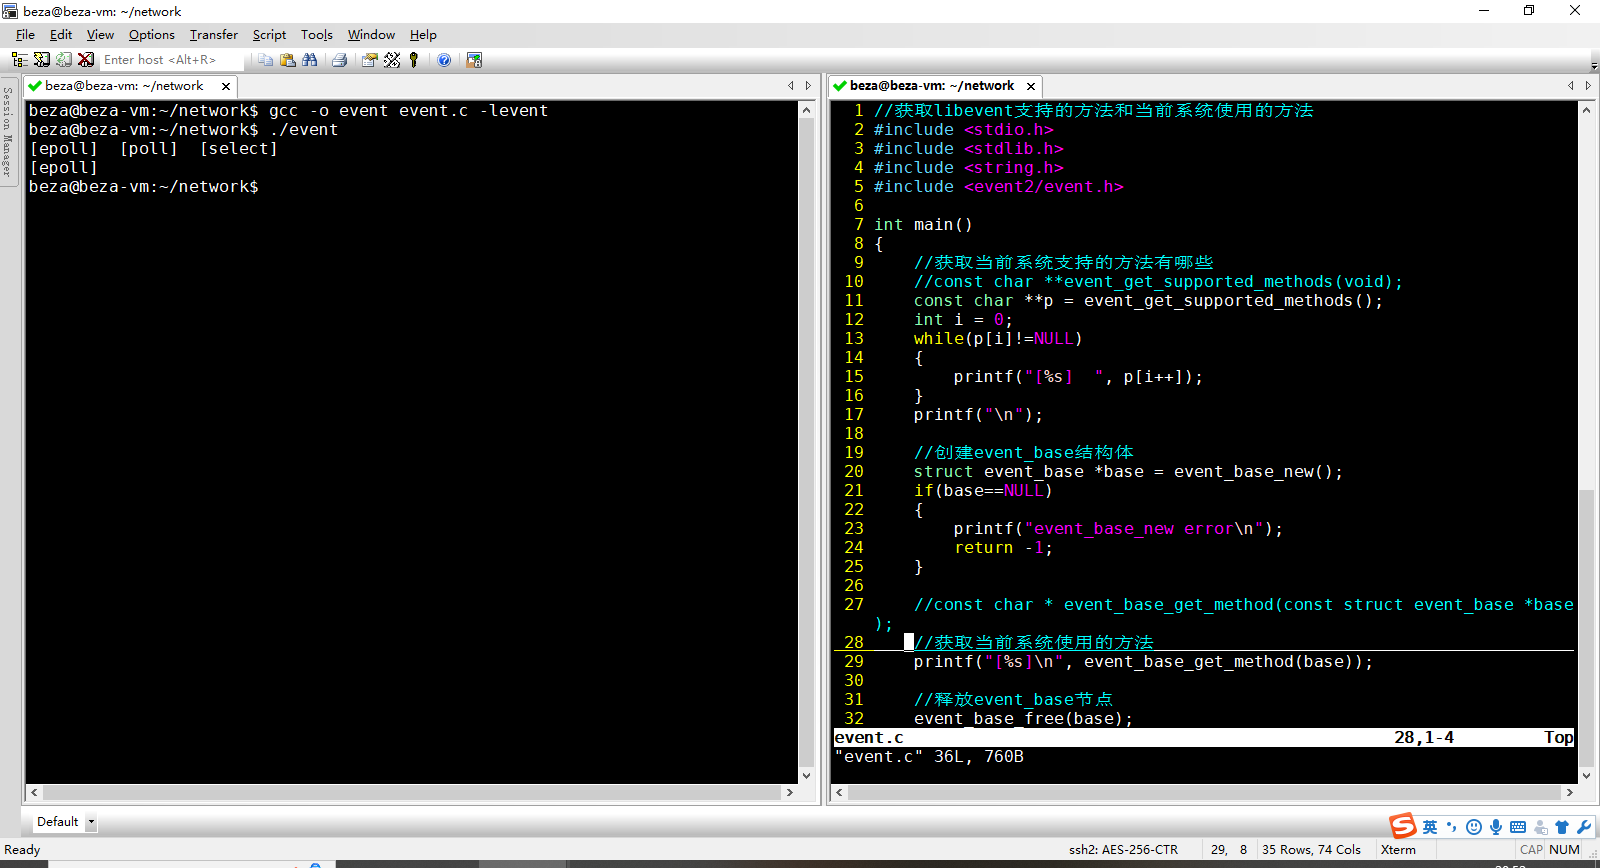 beza@beza-vm: ~/network
File Edit View Options Transfer Script Tools Window Help
Enter host <Alt+R>
Session Manager
beza@beza-vm: ~/network
beza@beza-vm:~/network$ gcc -o event event.c -levent
beza@beza-vm:~/network$ ./event
[epoll]  [poll]  [select]
[epoll]
beza@beza-vm:~/network$
beza@beza-vm: ~/network
1 //获取libevent支持的方法和当前系统使用的方法
2 #include <stdio.h>
3 #include <stdlib.h>
4 #include <string.h>
5 #include <event2/event.h>
6
7 int main()
8 {
9     //获取当前系统支持的方法有哪些
10     //const char **event_get_supported_methods(void);
11     const char **p = event_get_supported_methods();
12     int i = 0;
13     while(p[i]!=NULL)
14     {
15         printf("[%s]  ", p[i++]);
16     }
17     printf("\n");
18
19     //创建event_base结构体
20     struct event_base *base = event_base_new();
21     if(base==NULL)
22     {
23         printf("event_base_new error\n");
24         return -1;
25     }
26
27     //const char * event_base_get_method(const struct event_base *base
);
28     //获取当前系统使用的方法
29     printf("[%s]\n", event_base_get_method(base));
30
31     //释放event_base节点
32     event_base_free(base);
event.c 28,1-4 Top
"event.c" 36L, 760B
Default
英
Ready ssh2: AES-256-CTR 29, 8 35 Rows, 74 Cols Xterm CAP NUM